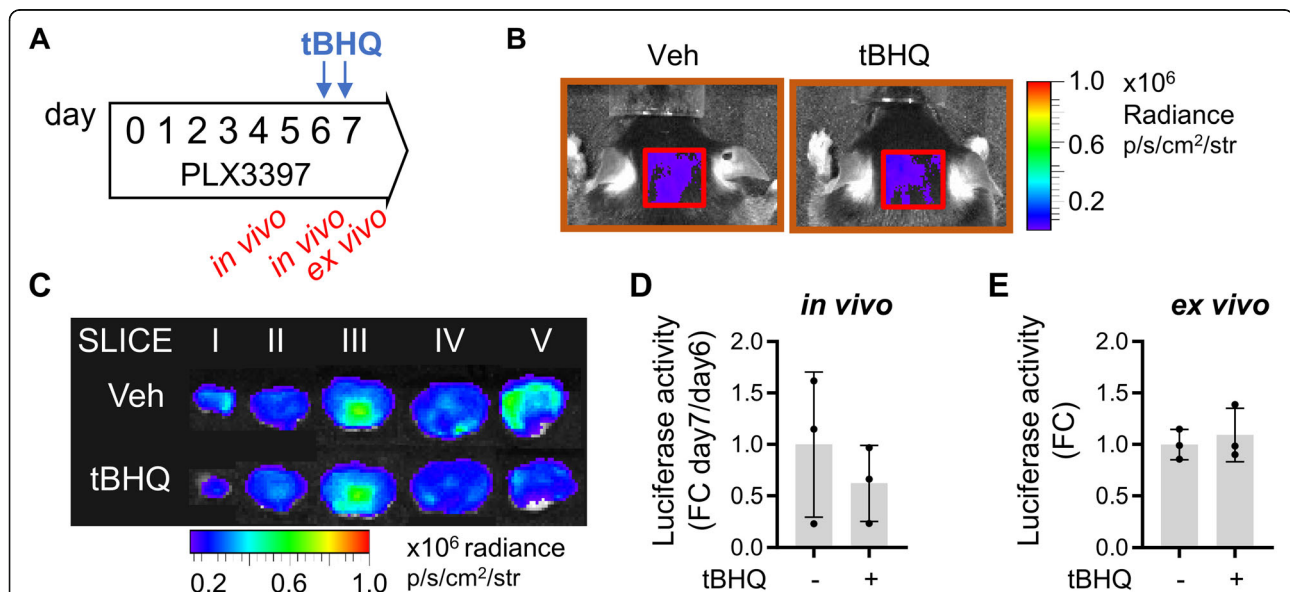 A
tBHQ
day
0 1 2 3 4 5 6 7
PLX3397
in vivo
in vivo
ex vivo
B
Veh
tBHQ
1.0
0.6
0.2
x10⁶
Radiance
p/s/cm²/str
C
SLICE I II III IV V
Veh
tBHQ
0.2 0.6 1.0
x10⁶ radiance
p/s/cm²/str
D
in vivo
Luciferase activity
(FC day7/day6)
2.0
1.5
1.0
0.5
0.0
tBHQ - +
E
ex vivo
Luciferase activity
(FC)
2.0
1.5
1.0
0.5
0.0
tBHQ - +